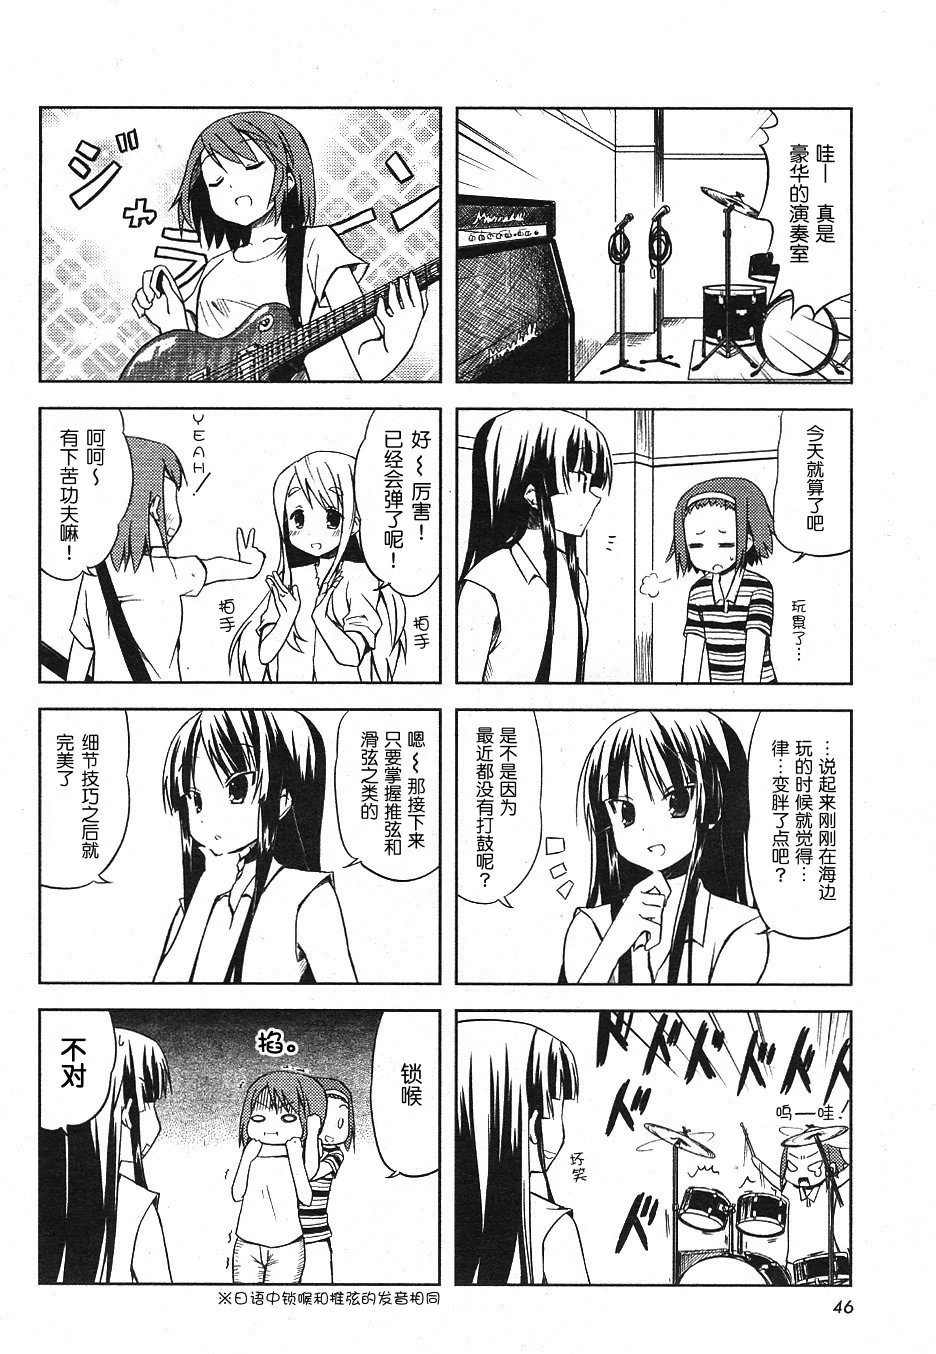 哇— 真是
豪华的演奏室
Marshall
今天就算了吧
玩累了…
…说起来刚刚在海边
玩的时候就觉得…
律…变胖了点吧？
是不是因为
最近都没有打鼓呢？
ドドドドドド
呜—哇！
坏笑
ジャラーン
好～厉害！
已经会弹了呢！
YEAH!
呵呵～
有下苦功夫嘛！
拍手
拍手
嗯～那接下来
只要掌握推弦和
滑弦之类的
细节技巧之后就
完美了
锁喉
掐。
不对
※日语中锁喉和推弦的发音相同
46